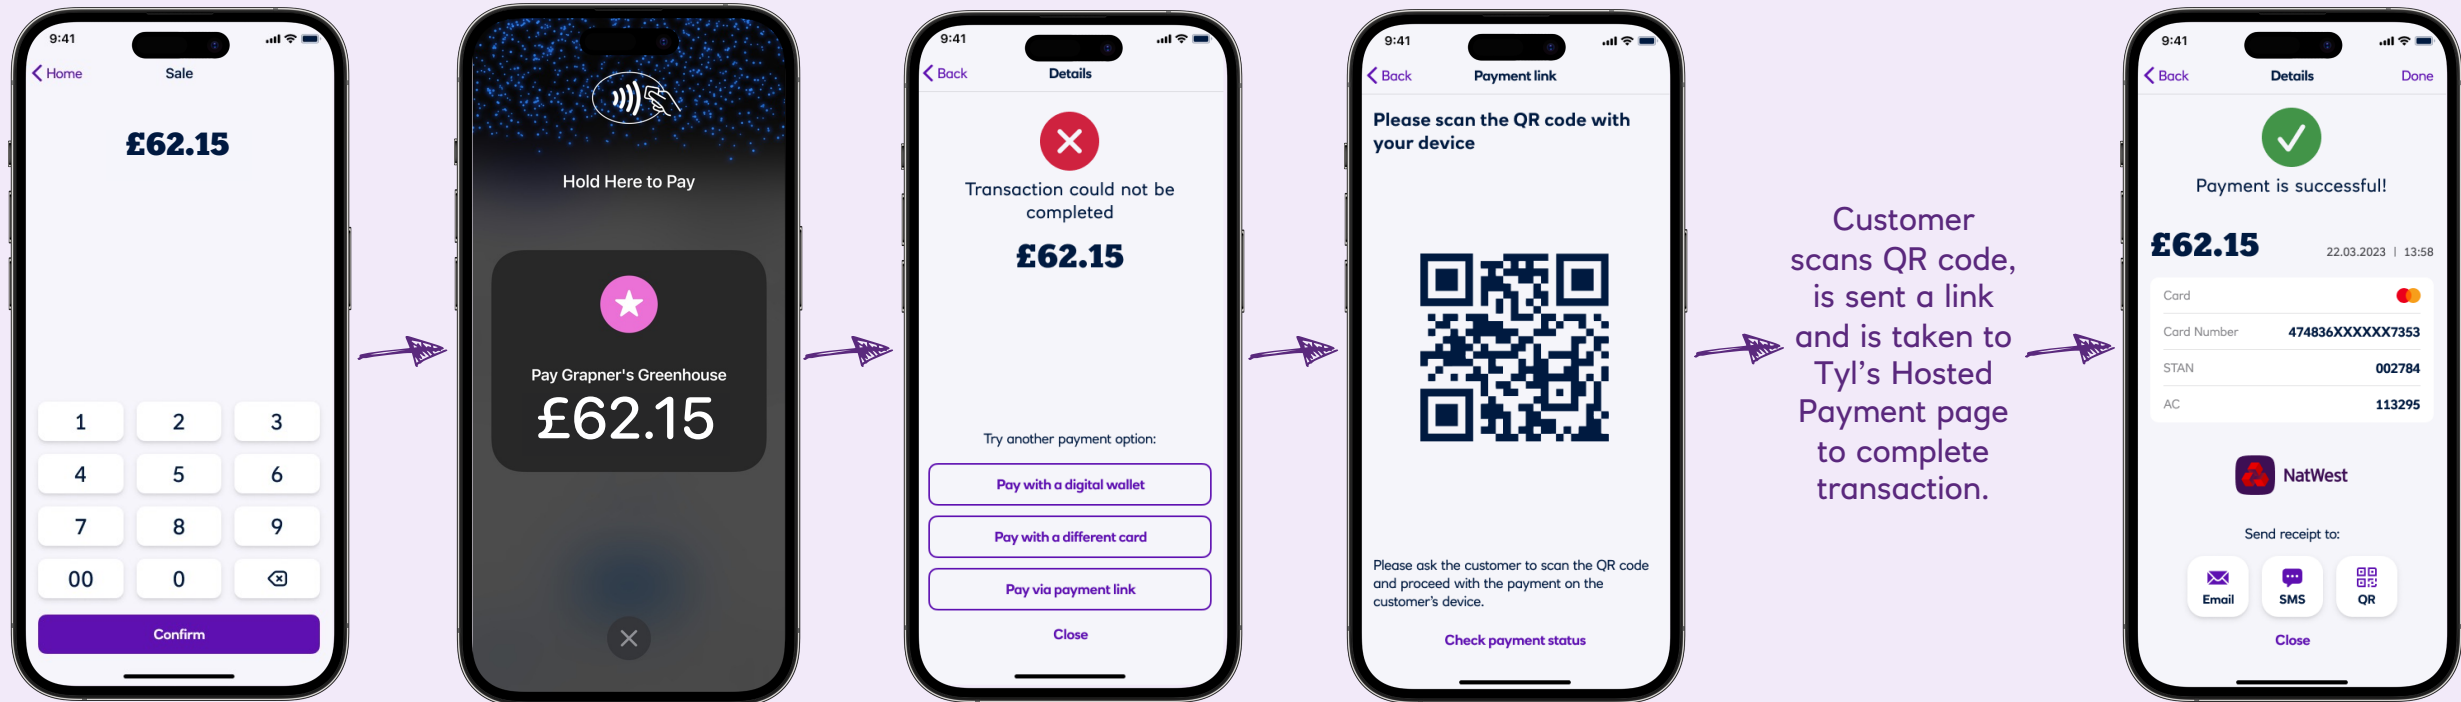 9:41
Home
Sale
£62.15
1 2 3
4 5 6
7 8 9
00 0
Confirm
Hold Here to Pay
Pay Grapner's Greenhouse
£62.15
9:41
Back
Details
Transaction could not be
completed
£62.15
Try another payment option:
Pay with a digital wallet
Pay with a different card
Pay via payment link
Close
9:41
Back
Payment link
Please scan the QR code with
your device
Please ask the customer to scan the QR code
and proceed with the payment on the
customer's device.
Check payment status
Customer
scans QR code,
is sent a link
and is taken to
Tyl's Hosted
Payment page
to complete
transaction.
9:41
Back
Details
Done
Payment is successful!
£62.15
22.03.2023 | 13:58
Card
Card Number 474836XXXXXX7353
STAN 002784
AC 113295
NatWest
Send receipt to:
Email SMS QR
Close